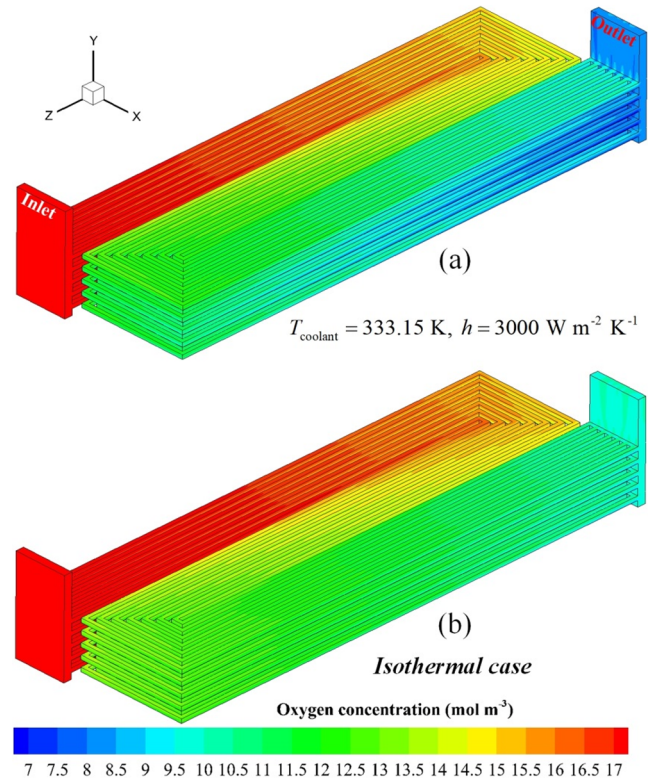 Outlet
Y
Z
X
Inlet
(a)
T_coolant = 333.15 K, h = 3000 W m⁻² K⁻¹
(b)
Isothermal case
Oxygen concentration (mol m⁻³)
7 7.5 8 8.5 9 9.5 10 10.5 11 11.5 12 12.5 13 13.5 14 14.5 15 15.5 16 16.5 17